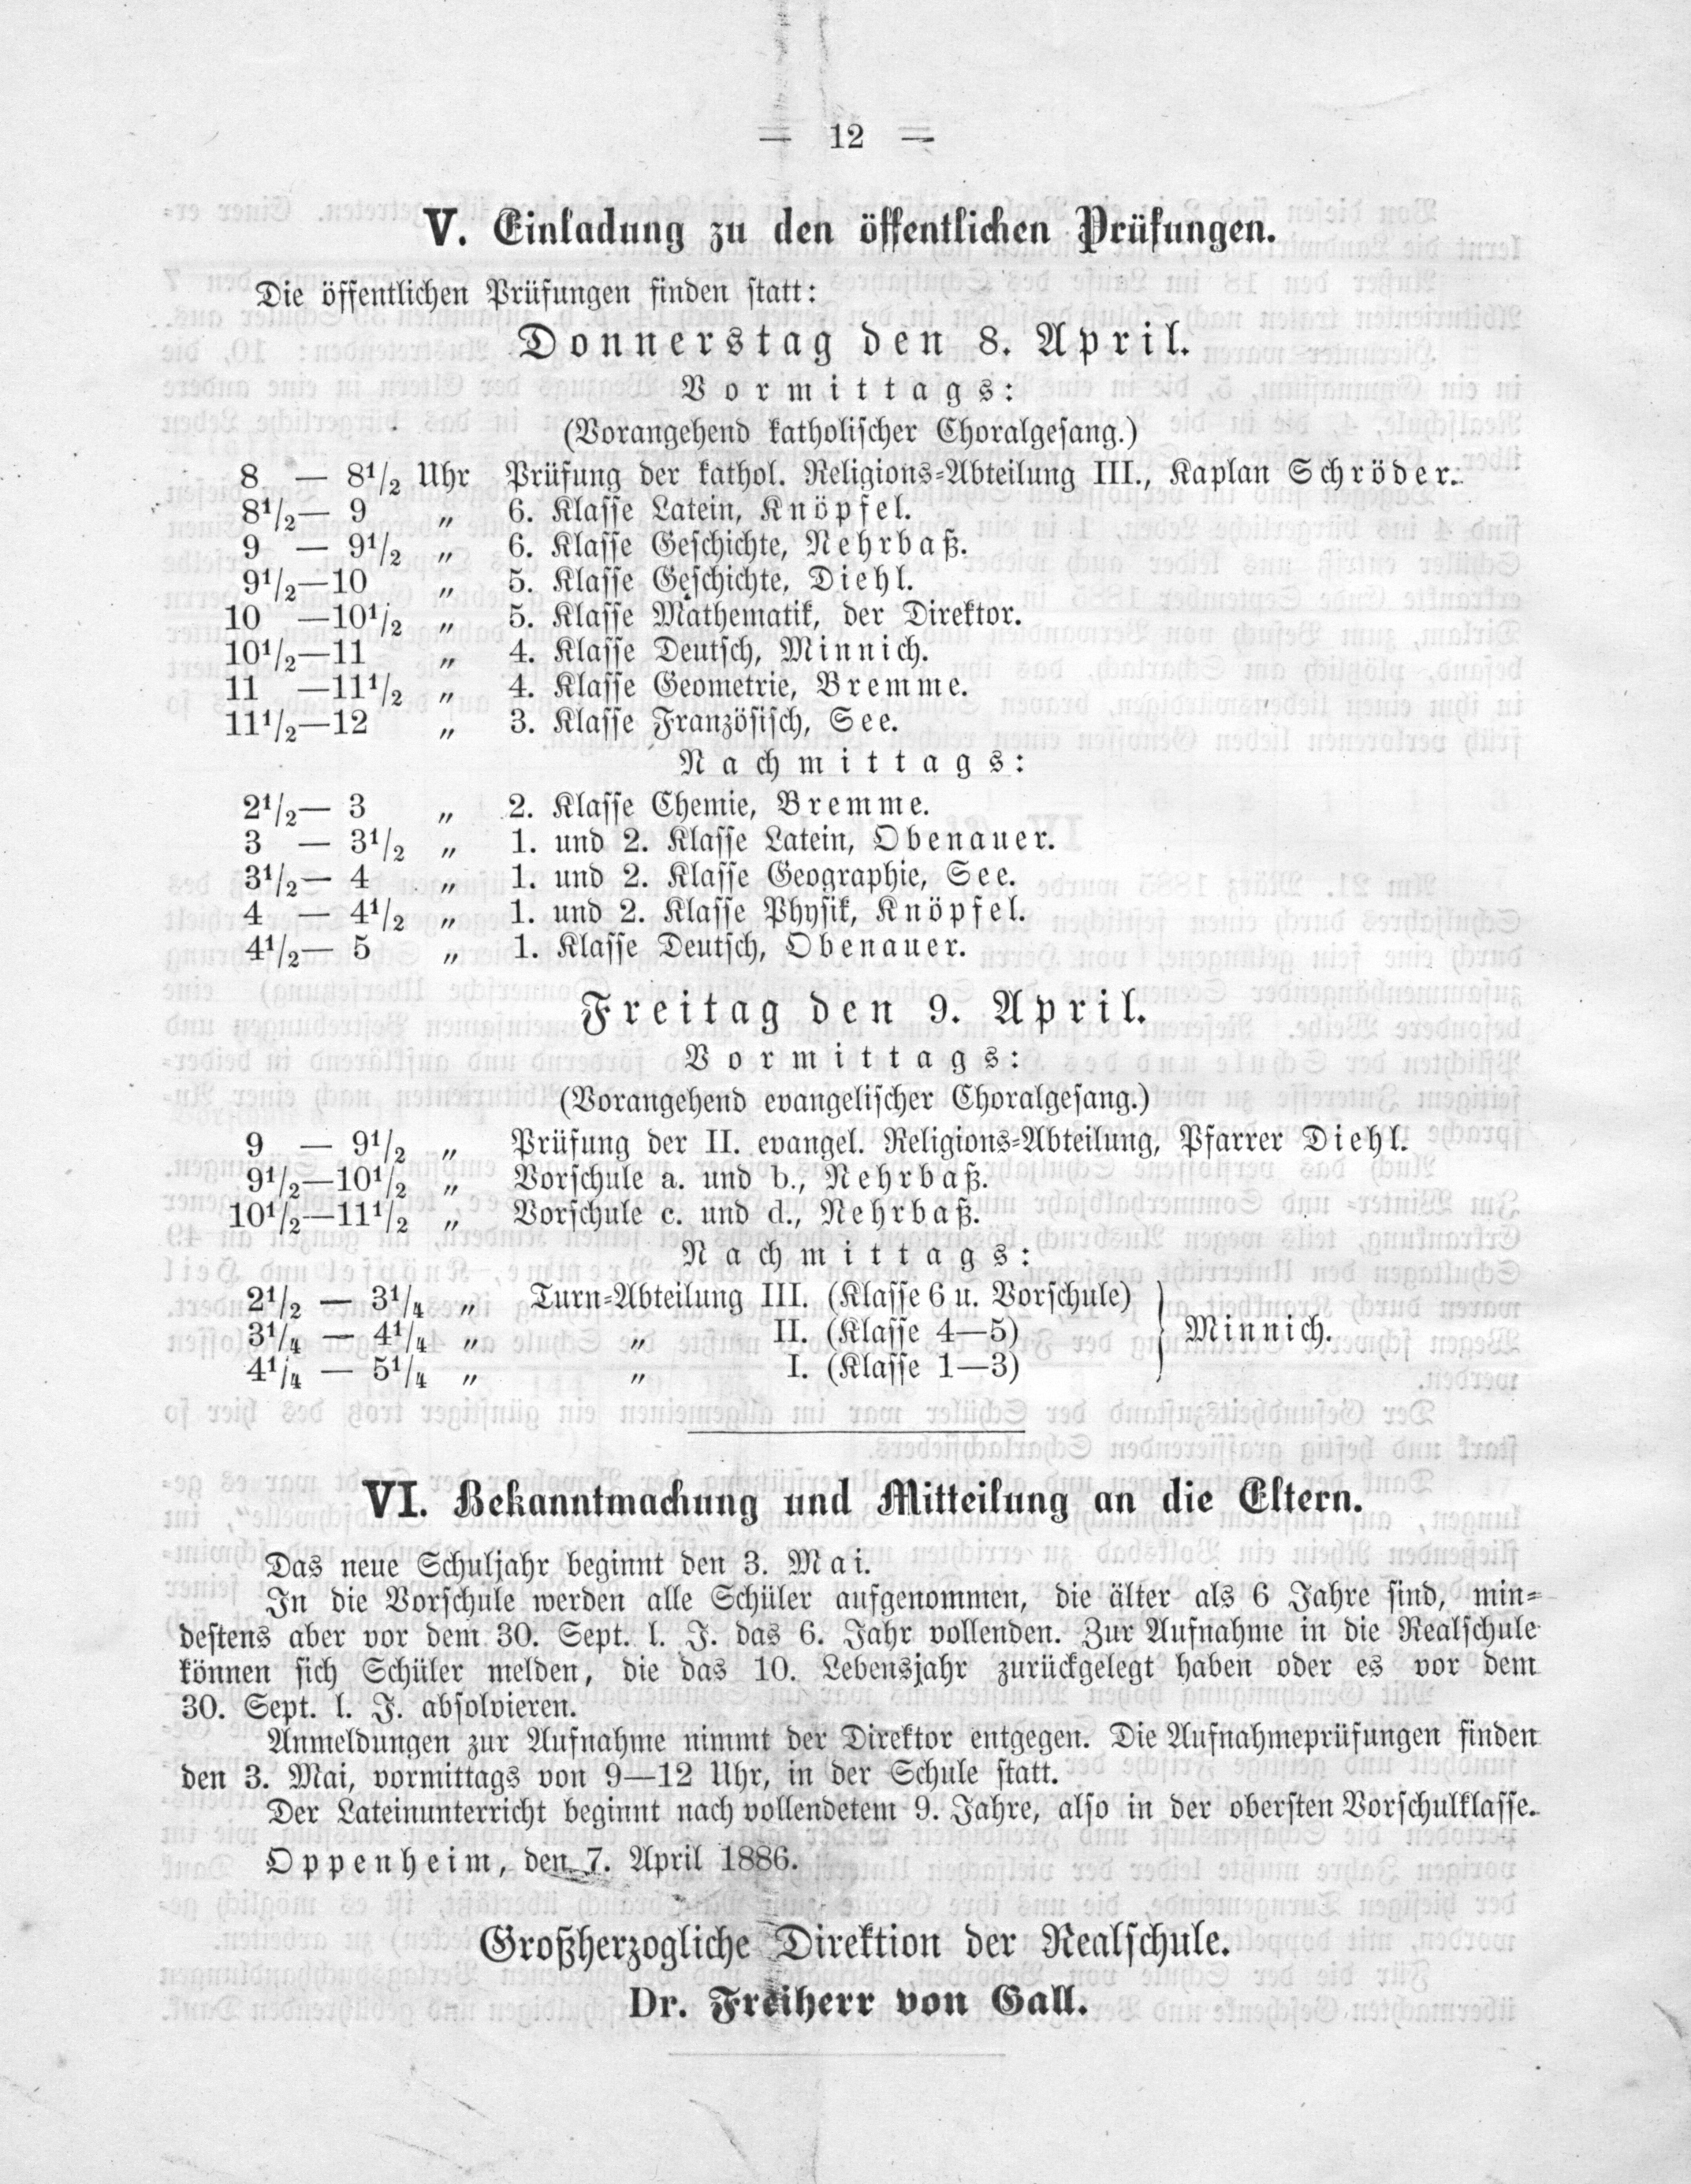 — 12 —
V. Einladung zu den öffentlichen Prüfungen.
Die öffentlichen Prüfungen finden statt:
Donnerstag den 8. April.
Vormittags:
(Vorangehend katholischer Choralgesang.)
8 — 8½ Uhr Prüfung der kathol. Religions-Abteilung III., Kaplan Schröder.
8½— 9 „ 6. Klasse Latein, Knöpfel.
9 — 9½ „ 6. Klasse Geschichte, Nehrbaß.
9½—10 „ 5. Klasse Geschichte, Diehl.
10 —10½ „ 5. Klasse Mathematik, der Direktor.
10½—11 „ 4. Klasse Deutsch, Minnich.
11 —11½ „ 4. Klasse Geometrie, Bremme.
11½—12 „ 3. Klasse Französisch, See.
Nachmittags:
2½— 3 „ 2. Klasse Chemie, Bremme.
3 — 3½ „ 1. und 2. Klasse Latein, Obenauer.
3½— 4 „ 1. und 2. Klasse Geographie, See.
4 — 4½ „ 1. und 2. Klasse Physik, Knöpfel.
4½— 5 „ 1. Klasse Deutsch, Obenauer.
Freitag den 9. April.
Vormittags:
(Vorangehend evangelischer Choralgesang.)
9 — 9½ „ Prüfung der II. evangel. Religions-Abteilung, Pfarrer Diehl.
9½—10½ „ Vorschule a. und b., Nehrbaß.
10½—11½ „ Vorschule c. und d., Nehrbaß.
Nachmittags:
2½ — 3¼ „ Turn-Abteilung III. (Klasse 6 u. Vorschule)
3¼ — 4¼ „ „ II. (Klasse 4—5) } Minnich.
4¼ — 5¼ „ „ I. (Klasse 1—3)
VI. Bekanntmachung und Mitteilung an die Eltern.
Das neue Schuljahr beginnt den 3. Mai.
In die Vorschule werden alle Schüler aufgenommen, die älter als 6 Jahre sind, min-
destens aber vor dem 30. Sept. l. J. das 6. Jahr vollenden. Zur Aufnahme in die Realschule
können sich Schüler melden, die das 10. Lebensjahr zurückgelegt haben oder es vor dem
30. Sept. l. J. absolvieren.
Anmeldungen zur Aufnahme nimmt der Direktor entgegen. Die Aufnahmeprüfungen finden
den 3. Mai, vormittags von 9—12 Uhr, in der Schule statt.
Der Lateinunterricht beginnt nach vollendetem 9. Jahre, also in der obersten Vorschulklasse.
Oppenheim, den 7. April 1886.
Großherzogliche Direktion der Realschule.
Dr. Freiherr von Gall.